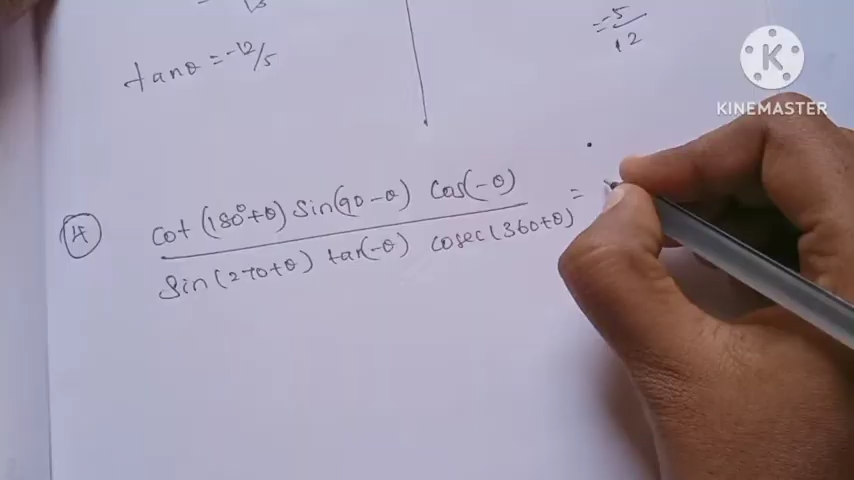 tanθ = -12/5
= -5/12
K
KINEMASTER
4
cot (180°+θ) Sin(90-θ) Cos(-θ) =
Sin(270+θ) tan(-θ) cosec(360+θ)